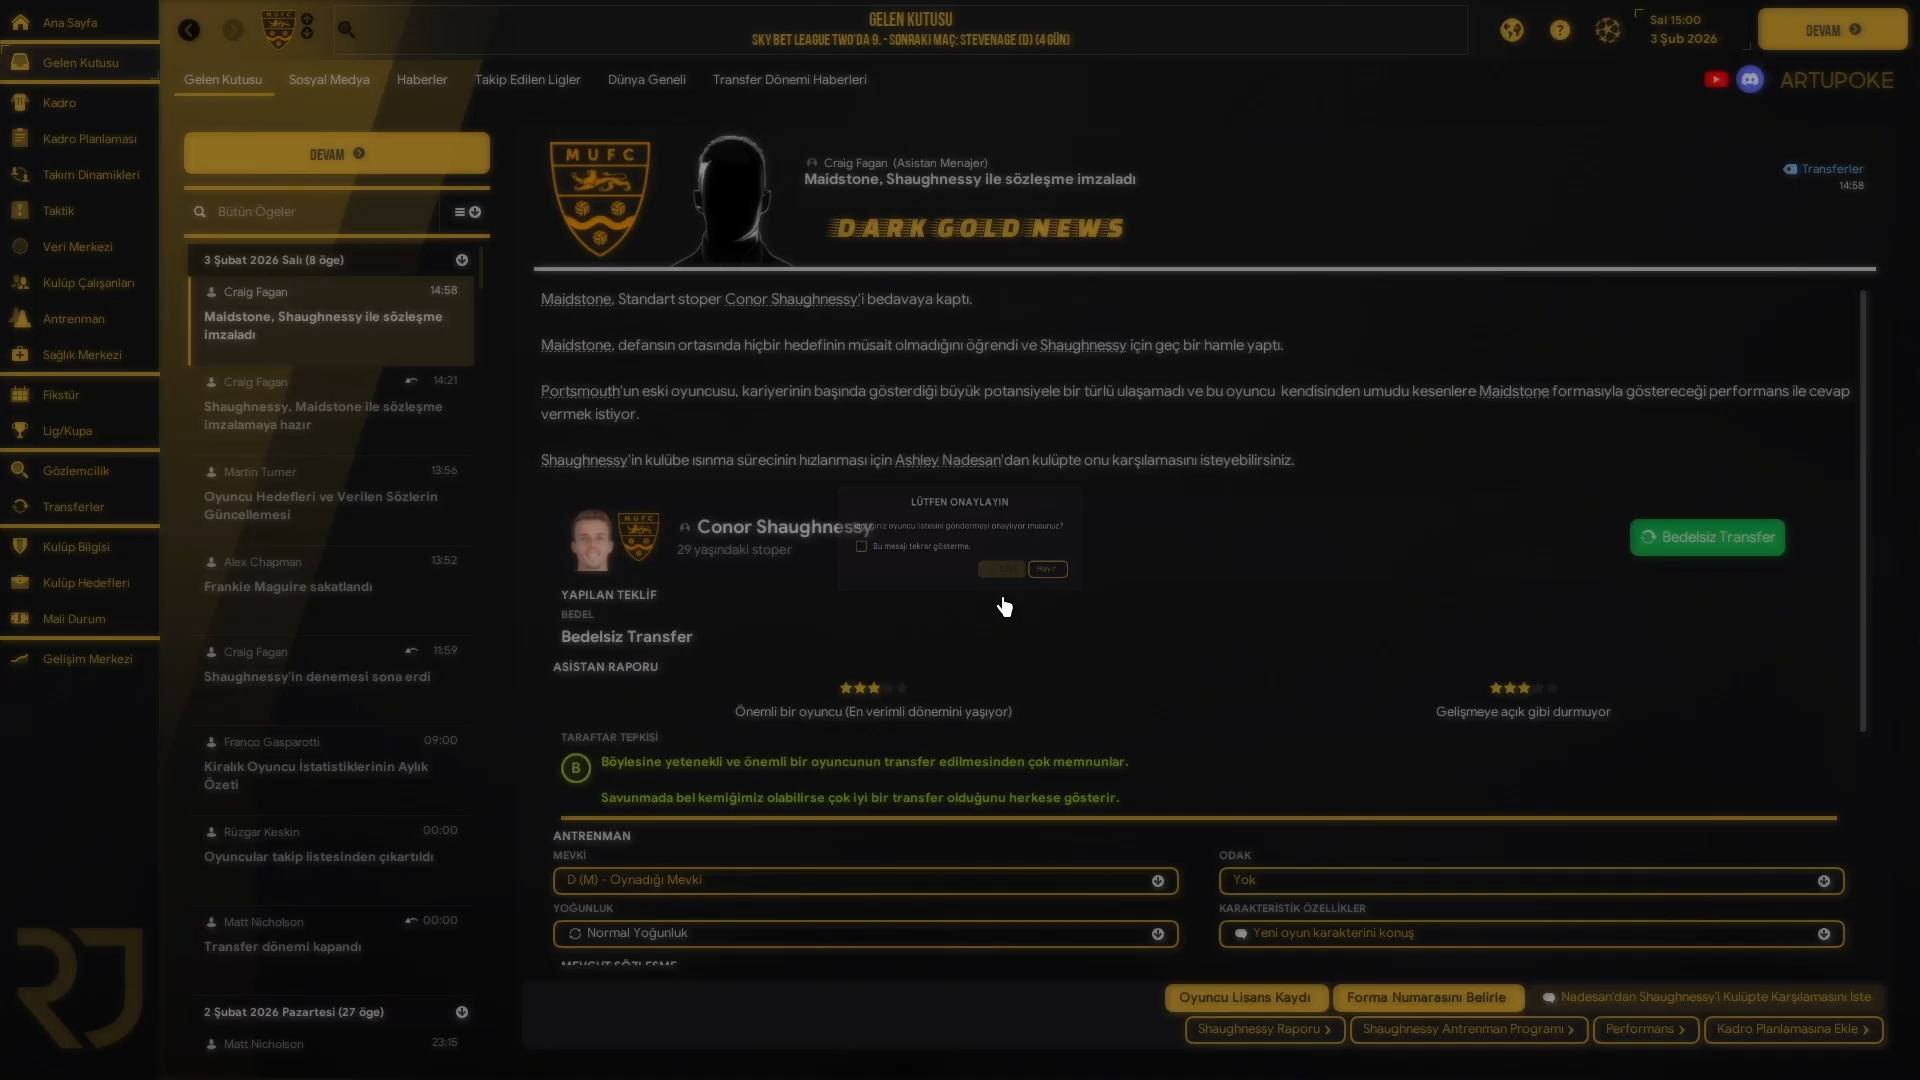 Ana Sayfa
Gelen Kutusu
Kadro
Kadro Planlaması
Takım Dinamikleri
Taktik
Veri Merkezi
Kulüp Çalışanları
Antrenman
Sağlık Merkezi
Fikstür
Lig/Kupa
Gözlemcilik
Transferler
Kulüp Bilgisi
Kulüp Hedefleri
Mali Durum
Gelişim Merkezi
RJ
MUFC
GELEN KUTUSU
SKY BET LEAGUE TWO'DA 9. - SONRAKİ MAÇ: STEVENAGE (D) (4 GÜN)
Sal 15:00
3 Şub 2026
DEVAM
Gelen Kutusu Sosyal Medya Haberler Takip Edilen Ligler Dünya Geneli Transfer Dönemi Haberleri
ARTUPOKE
DEVAM
Bütün Ögeler
3 Şubat 2026 Salı (8 öge)
Craig Fagan 14:58
Maidstone, Shaughnessy ile sözleşme
imzaladı
Craig Fagan 14:21
Shaughnessy, Maidstone ile sözleşme
imzalamaya hazır
Martin Turner 13:56
Oyuncu Hedefleri ve Verilen Sözlerin
Güncellemesi
Alex Chapman 13:52
Frankie Maguire sakatlandı
Craig Fagan 11:59
Shaughnessy'in denemesi sona erdi
Franco Gasparotti 09:00
Kiralık Oyuncu İstatistiklerinin Aylık
Özeti
Rüzgar Keskin 00:00
Oyuncular takip listesinden çıkartıldı
Matt Nicholson 00:00
Transfer dönemi kapandı
2 Şubat 2026 Pazartesi (27 öge)
Matt Nicholson 23:15
MUFC
Craig Fagan (Asistan Menajer)
Maidstone, Shaughnessy ile sözleşme imzaladı
DARK GOLD NEWS
Transferler
14:58
Maidstone, Standart stoper Conor Shaughnessy'i bedavaya kaptı.
Maidstone, defansın ortasında hiçbir hedefinin müsait olmadığını öğrendi ve Shaughnessy için geç bir hamle yaptı.
Portsmouth'un eski oyuncusu, kariyerinin başında gösterdiği büyük potansiyele bir türlü ulaşamadı ve bu oyuncu kendisinden umudu kesenlere Maidstone formasıyla göstereceği performans ile cevap
vermek istiyor.
Shaughnessy'in kulübe ısınma sürecinin hızlanması için Ashley Nadesan'dan kulüpte onu karşılamasını isteyebilirsiniz.
LÜTFEN ONAYLAYIN
oyuncu listesini göndermeyi onaylıyor musunuz?
Bu mesajı tekrar gösterme.
Hayır
MUFC
Conor Shaughnessy
29 yaşındaki stoper
Bedelsiz Transfer
YAPILAN TEKLİF
BEDEL
Bedelsiz Transfer
ASİSTAN RAPORU
Önemli bir oyuncu (En verimli dönemini yaşıyor)
Gelişmeye açık gibi durmuyor
TARAFTAR TEPKİSİ
B
Böylesine yetenekli ve önemli bir oyuncunun transfer edilmesinden çok memnunlar.
Savunmada bel kemiğimiz olabilirse çok iyi bir transfer olduğunu herkese gösterir.
ANTRENMAN
MEVKİ
D (M) - Oynadığı Mevki
ODAK
Yok
YOĞUNLUK
Normal Yoğunluk
KARAKTERİSTİK ÖZELLİKLER
Yeni oyun karakterini konuş
MEVCUT SÖZLEŞME
Oyuncu Lisans Kaydı
Forma Numarasını Belirle
Nadesan'dan Shaughnessy'i Kulüpte Karşılamasını İste
Shaughnessy Raporu
Shaughnessy Antrenman Programı
Performans
Kadro Planlamasına Ekle